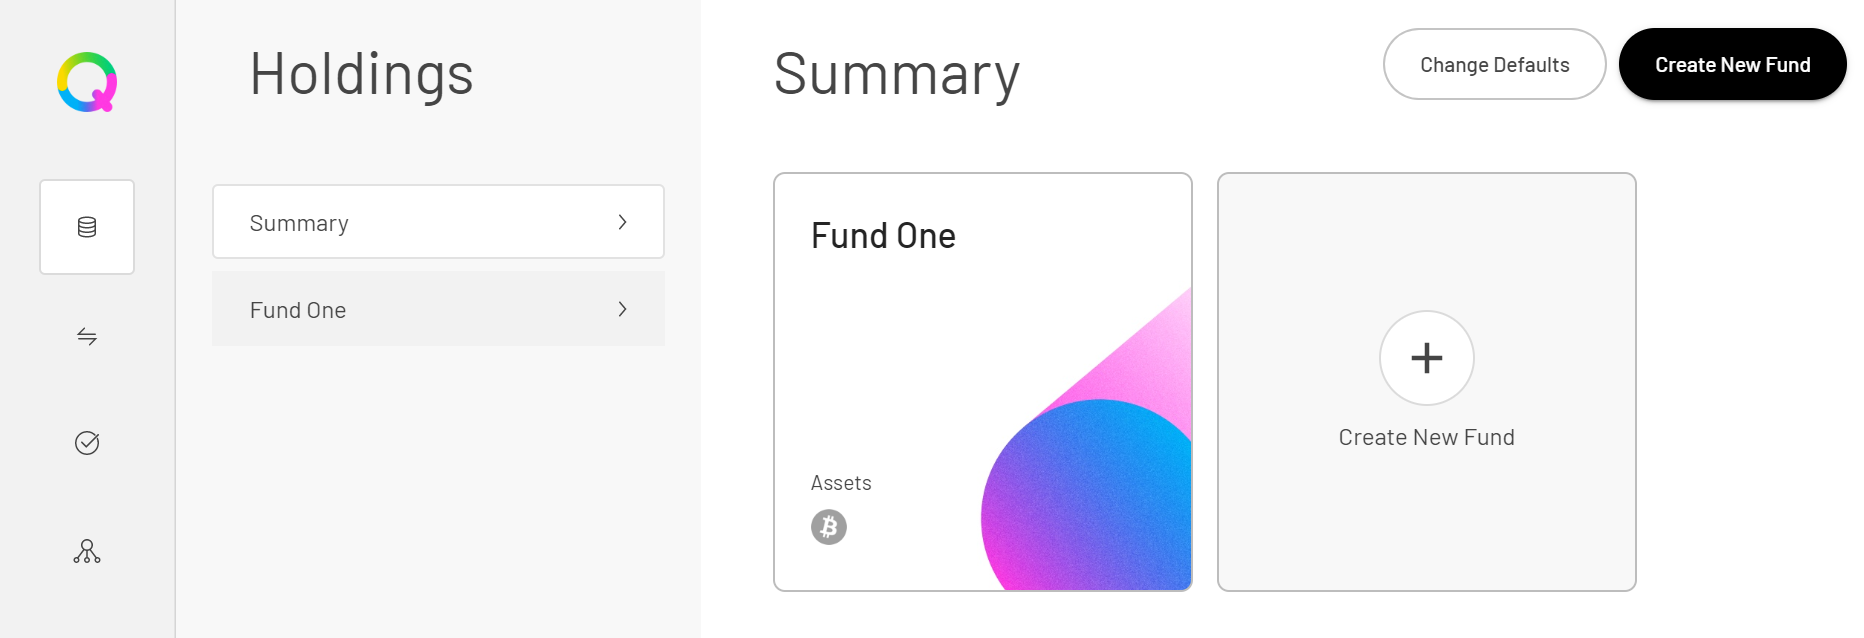 Holdings
Summary
Fund One
Summary
Change Defaults
Create New Fund
Fund One
Assets
Create New Fund